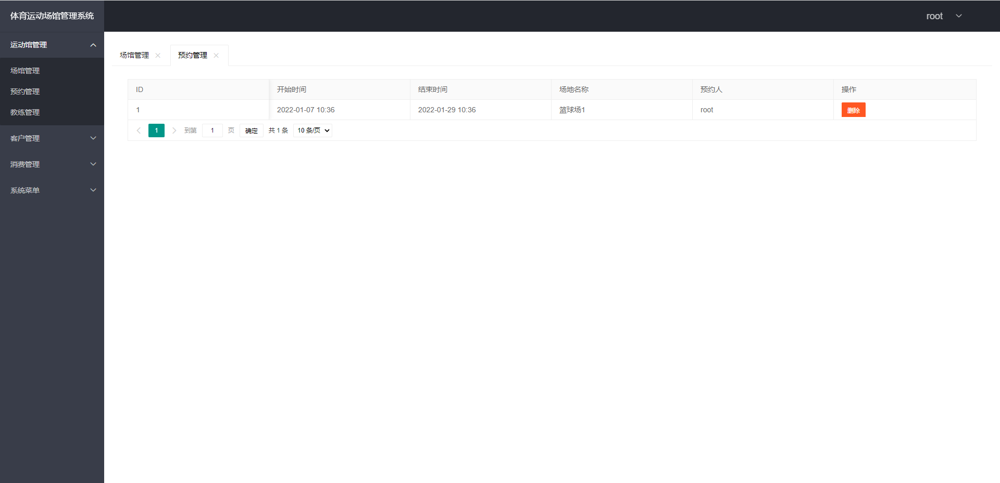 体育运动场馆管理系统
root
运动馆管理
场馆管理
预约管理
教练管理
客户管理
消费管理
系统菜单
场馆管理 预约管理
ID 开始时间 结束时间 场地名称 预约人 操作
1 2022-01-07 10:36 2022-01-29 10:36 篮球场1 root 删除
1 到第 1 页 确定 共 1 条 10 条/页